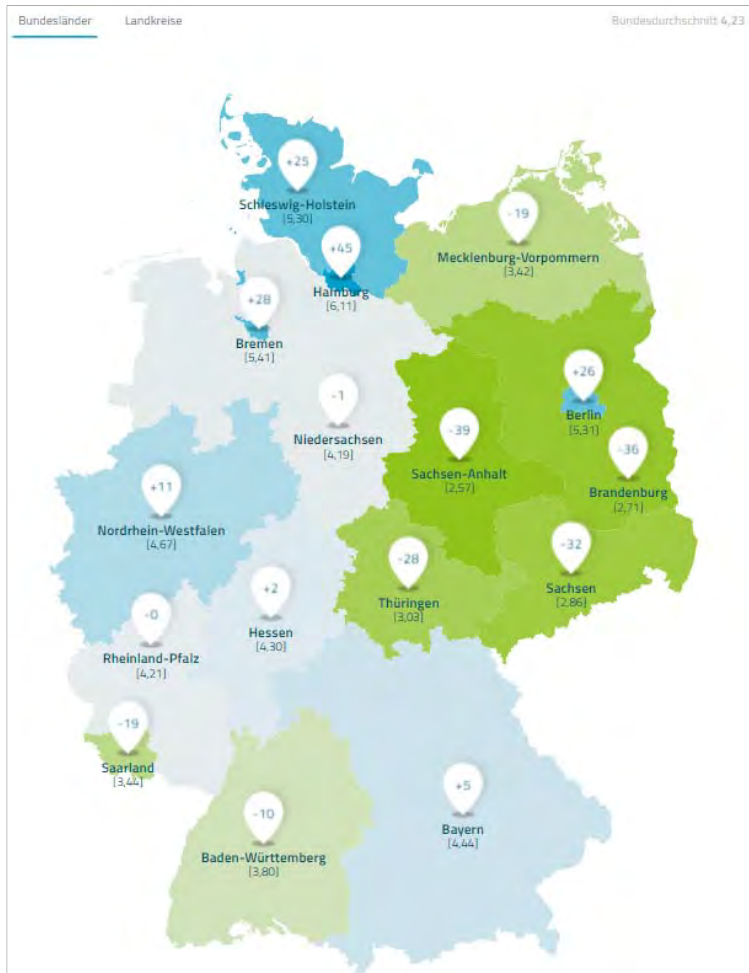 Bundesländer Landkreise Bundesdurchschnitt 4,23
+25
Schleswig-Holstein
[5,30]
-19
Mecklenburg-Vorpommern
[3,42]
+45
Hamburg
[6,11]
+28
Bremen
[5,41]
+26
Berlin
[5,31]
-1
Niedersachsen
[4,19]
-39
Sachsen-Anhalt
[2,57]
-36
Brandenburg
[2,71]
+11
Nordrhein-Westfalen
[4,67]
-28
Thüringen
[3,03]
-32
Sachsen
[2,86]
+2
Hessen
[4,30]
-0
Rheinland-Pfalz
[4,21]
-19
Saarland
[3,44]
-10
Baden-Württemberg
[3,80]
+5
Bayern
[4,44]